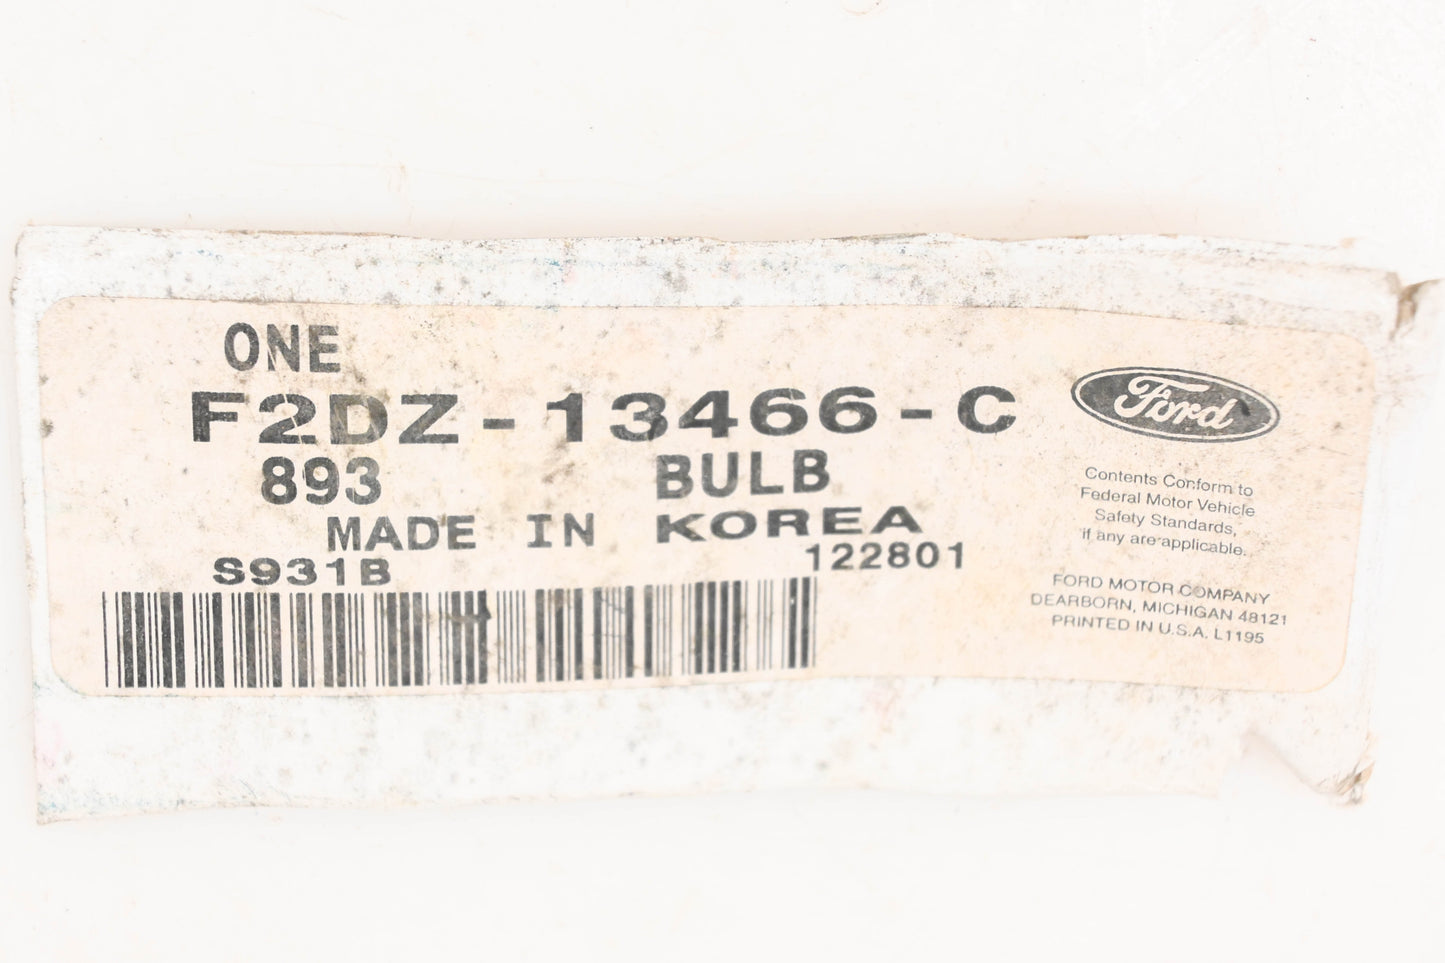 ONE
F2DZ-13466-C
893 BULB
MADE IN KOREA
S931B 122801
Ford
Contents Conform to
Federal Motor Vehicle
Safety Standards,
if any are applicable.
FORD MOTOR COMPANY
DEARBORN, MICHIGAN 48121
PRINTED IN U.S.A. L1195